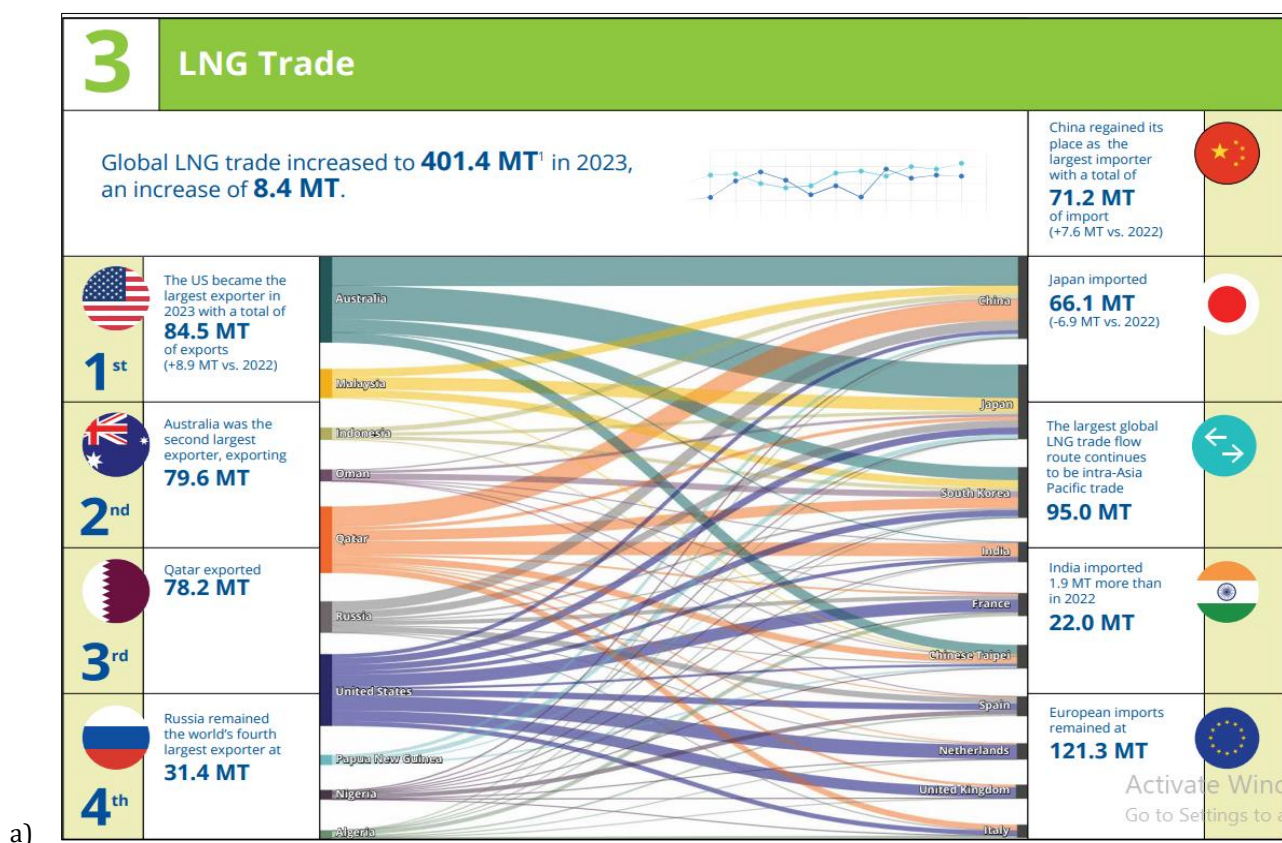 3
LNG Trade
Global LNG trade increased to 401.4 MT¹ in 2023,
an increase of 8.4 MT.
China regained its
place as the
largest importer
with a total of
71.2 MT
of import
(+7.6 MT vs. 2022)
The US became the
largest exporter in
2023 with a total of
84.5 MT
of exports
(+8.9 MT vs. 2022)
1st
Australia was the
second largest
exporter, exporting
79.6 MT
2nd
Qatar exported
78.2 MT
3rd
Russia remained
the world's fourth
largest exporter at
31.4 MT
4th
Australia
Malaysia
Indonesia
Oman
Qatar
Russia
United States
Papua New Guinea
Nigeria
Algeria
China
Japan
South Korea
India
France
Chinese Taipei
Spain
Netherlands
United Kingdom
Italy
Japan imported
66.1 MT
(-6.9 MT vs. 2022)
The largest global
LNG trade flow
route continues
to be intra-Asia
Pacific trade
95.0 MT
India imported
1.9 MT more than
in 2022
22.0 MT
European imports
remained at
121.3 MT
Activate Wind
Go to Settings to a
a)